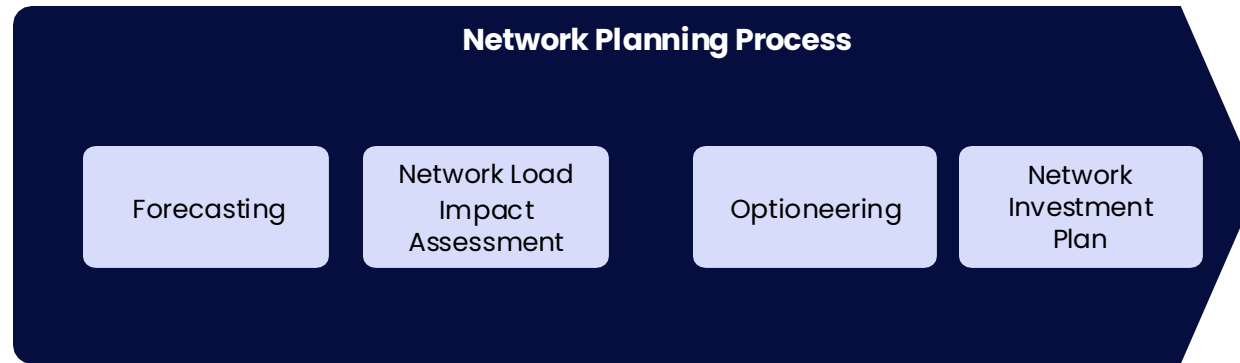 Network Planning Process
Forecasting
Network Load
Impact
Assessment
Optioneering
Network
Investment
Plan